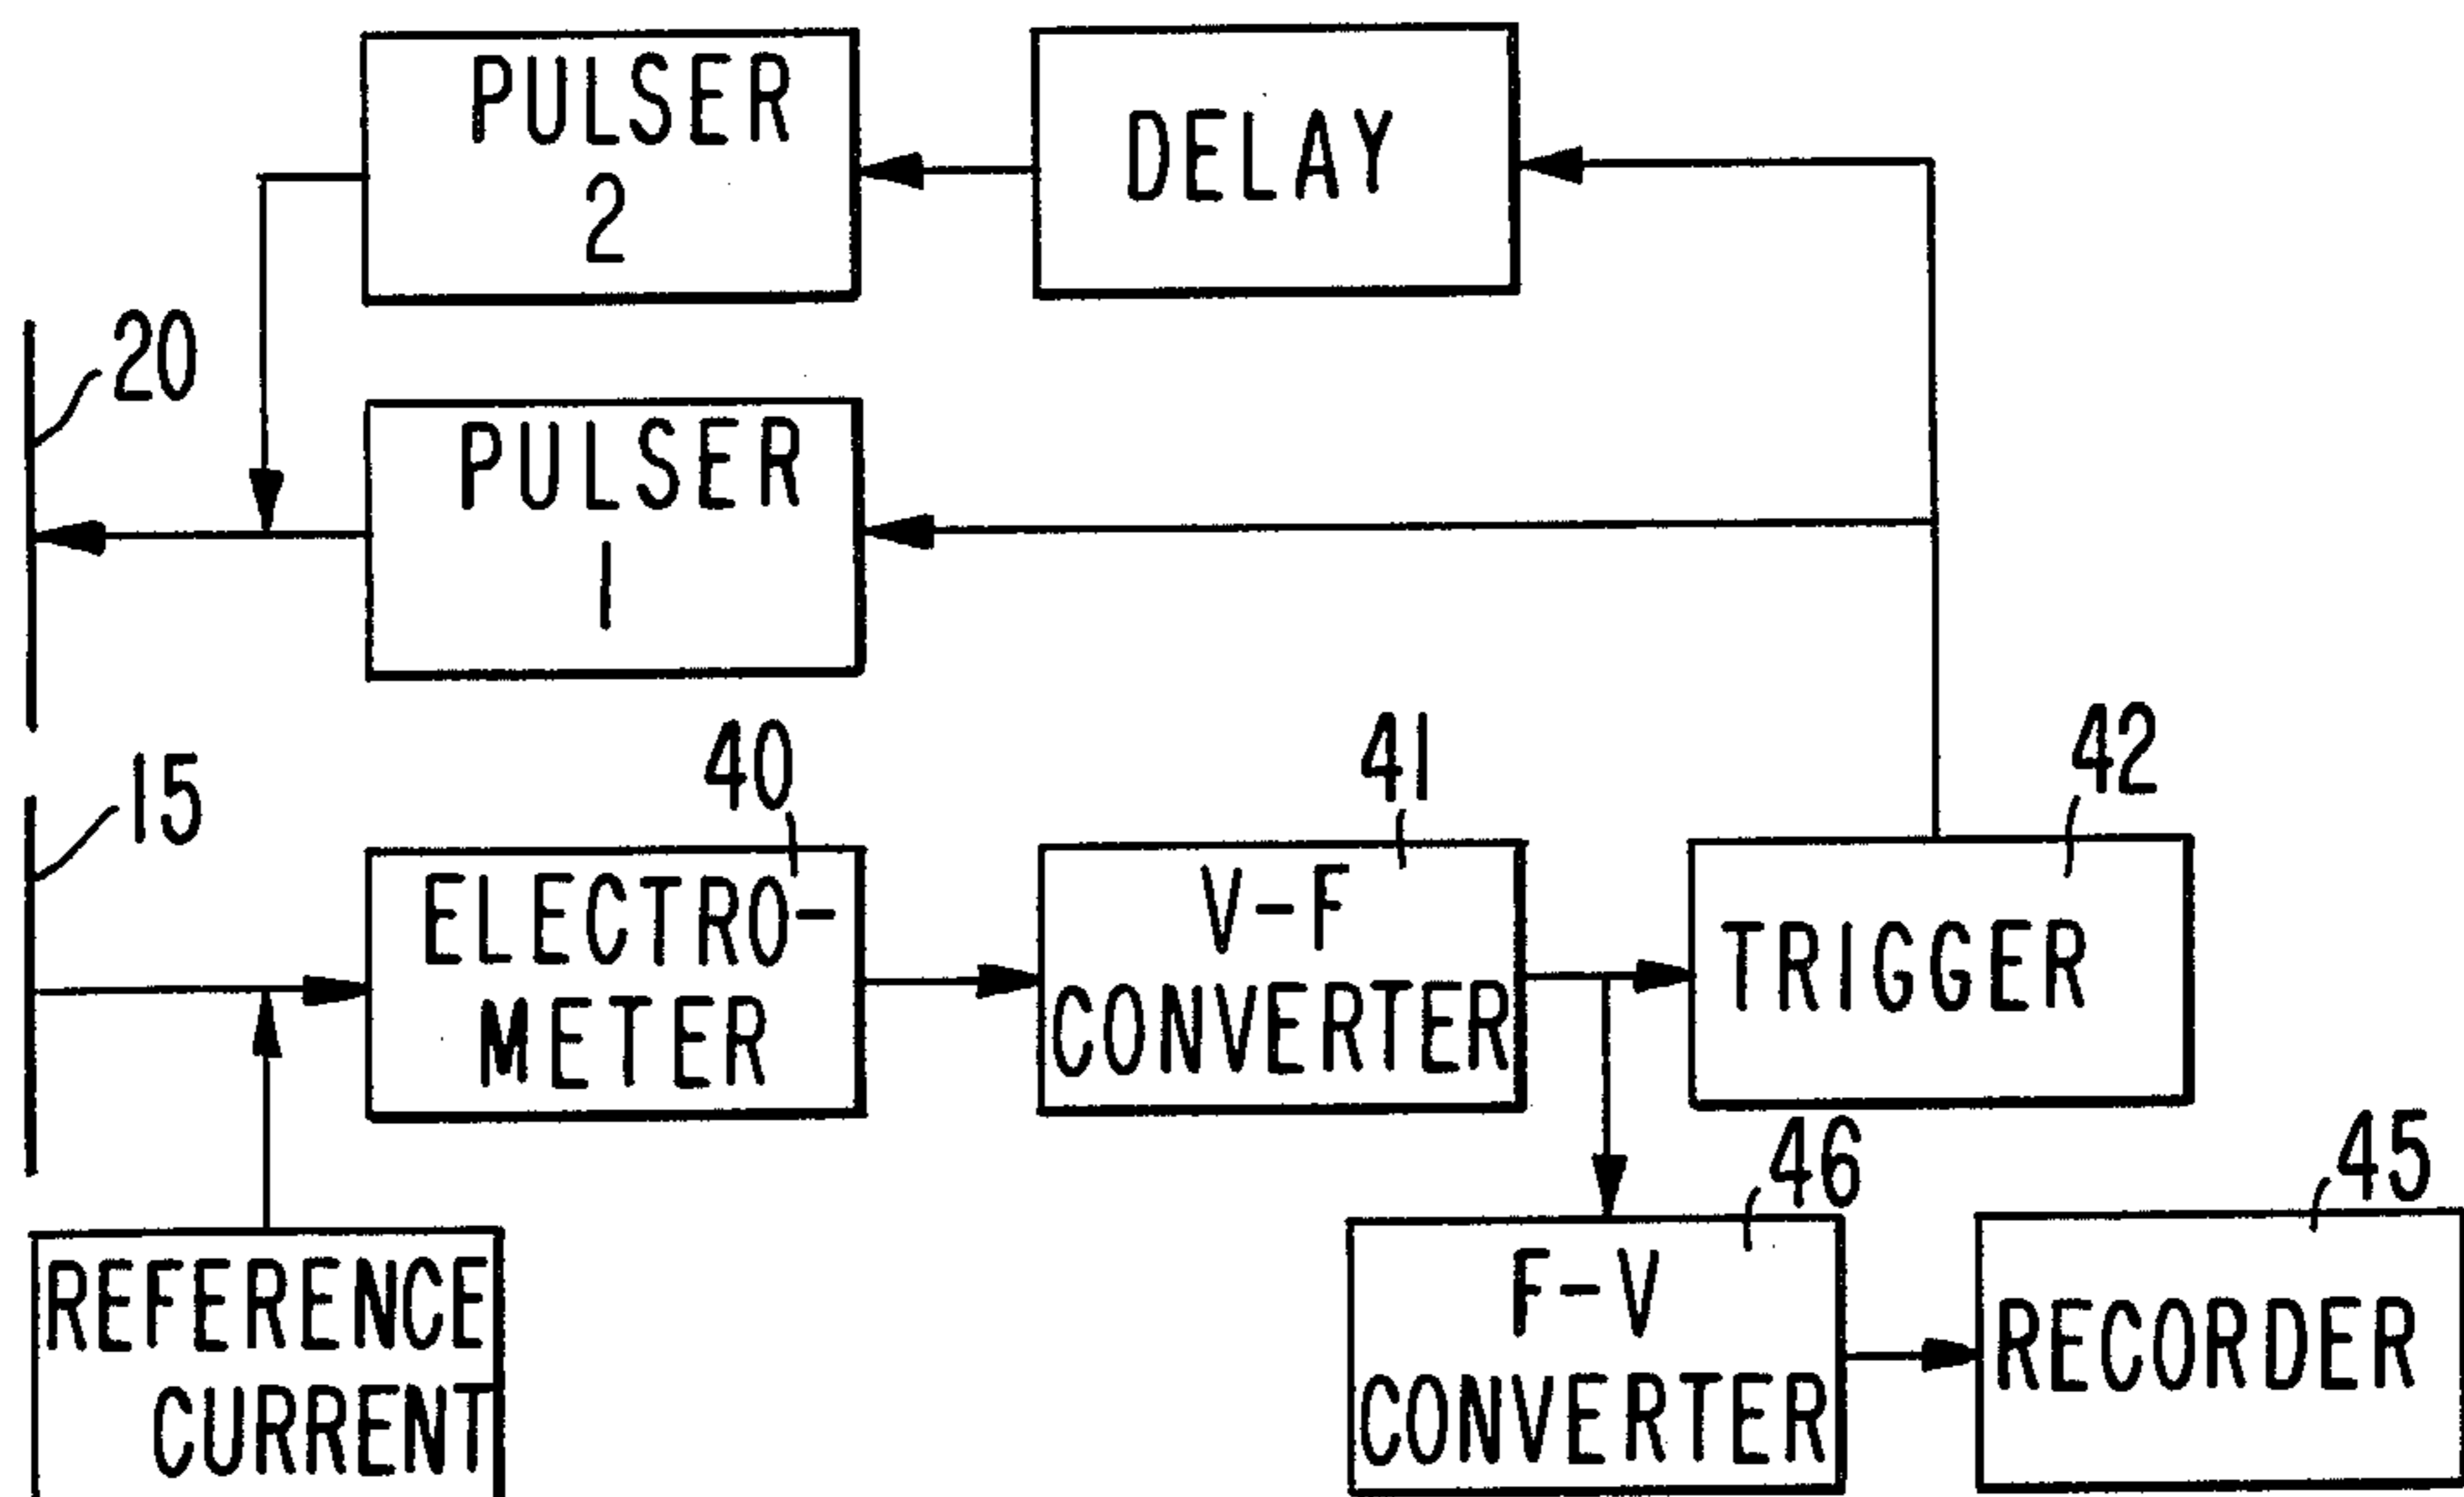 PULSER
2
DELAY
20
PULSER
1
15
40
41
42
ELECTRO-
METER
V-F
CONVERTER
TRIGGER
46
45
REFERENCE
CURRENT
F-V
CONVERTER
RECORDER